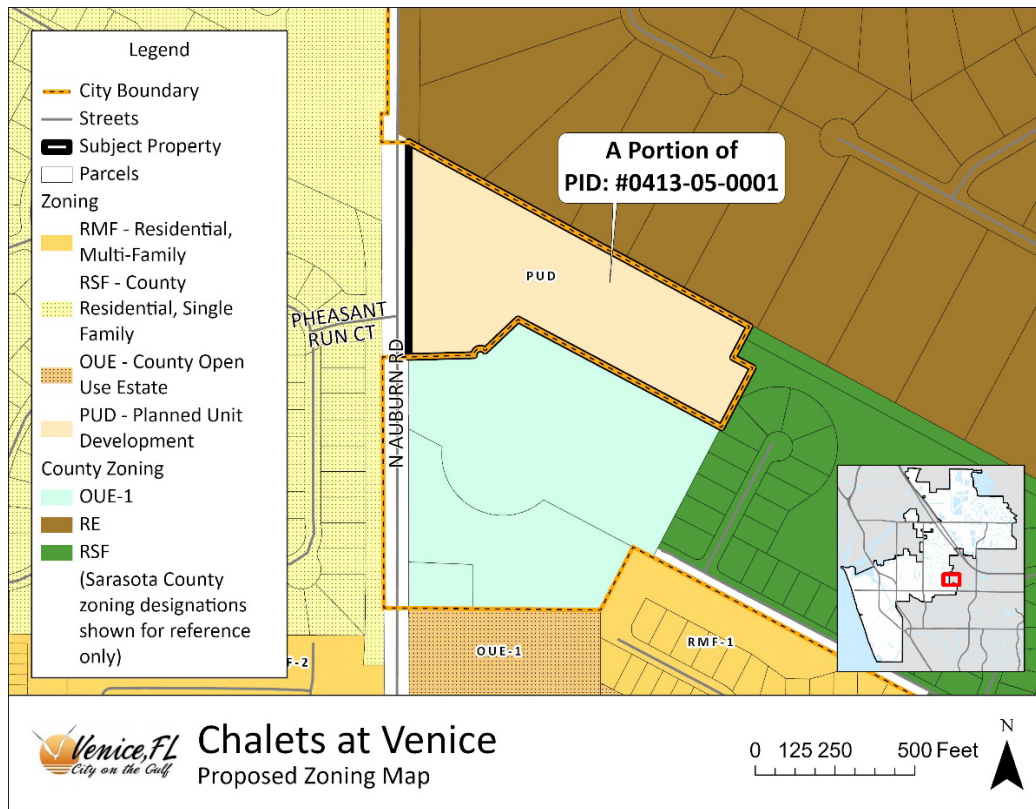 Legend
City Boundary
Streets
Subject Property
Parcels
Zoning
RMF - Residential,
Multi-Family
RSF - County
Residential, Single
Family
OUE - County Open
Use Estate
PUD - Planned Unit
Development
County Zoning
OUE-1
RE
RSF
(Sarasota County
zoning designations
shown for reference
only)
A Portion of
PID: #0413-05-0001
PUD
PHEASANT
RUN CT
N AUBURN RD
OUE-1
RMF-1
F-2
Venice, FL
City on the Gulf
Chalets at Venice
Proposed Zoning Map
0 125 250 500 Feet
N